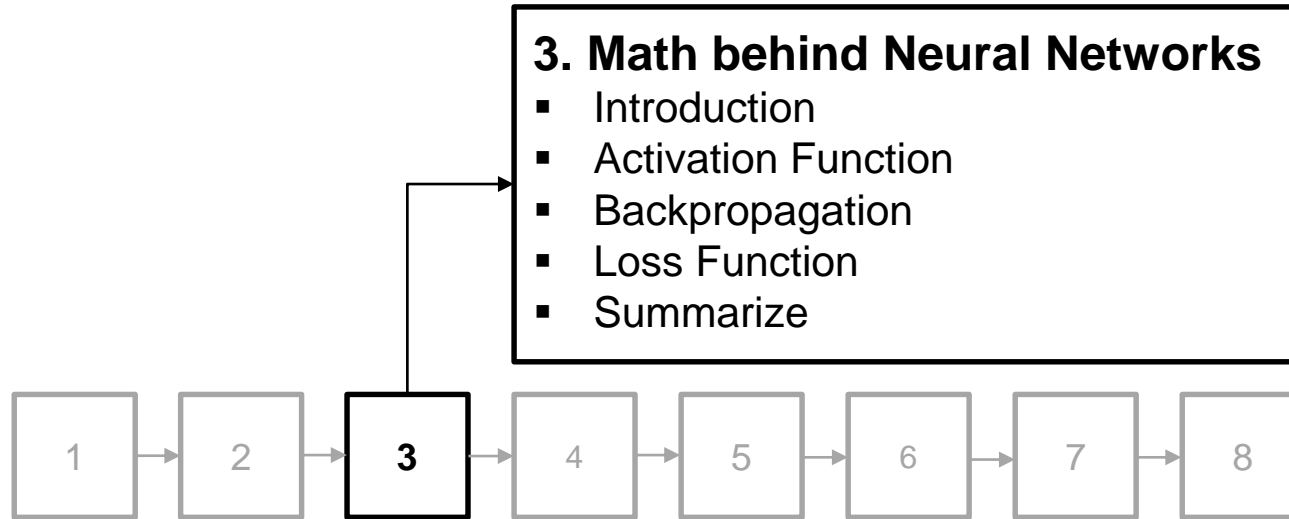 3. Math behind Neural Networks
▪ Introduction
▪ Activation Function
▪ Backpropagation
▪ Loss Function
▪ Summarize
1
2
3
4
5
6
7
8